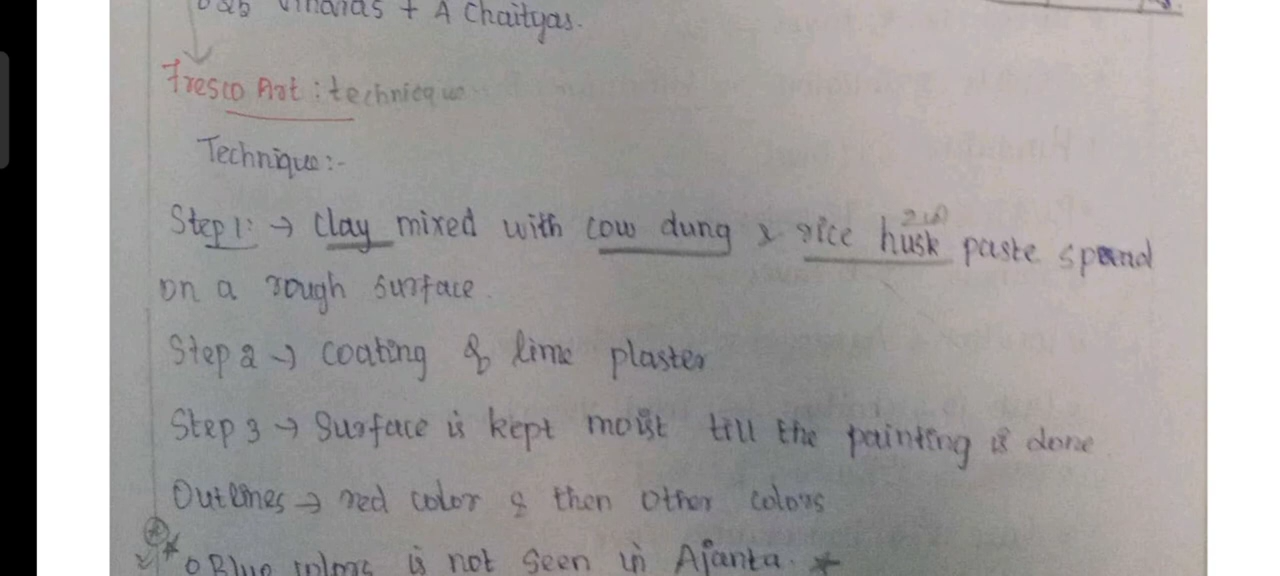 Viharas + 4 Chaityas.
Fresco Art : technique
Technique:-
Step 1: → Clay mixed with cow dung & rice husk paste spread
on a rough surface.
Step 2 → coating of lime plaster
Step 3 → Surface is kept moist till the painting is done
Outlines → red color & then other colors
Blue colors is not seen in Ajanta.